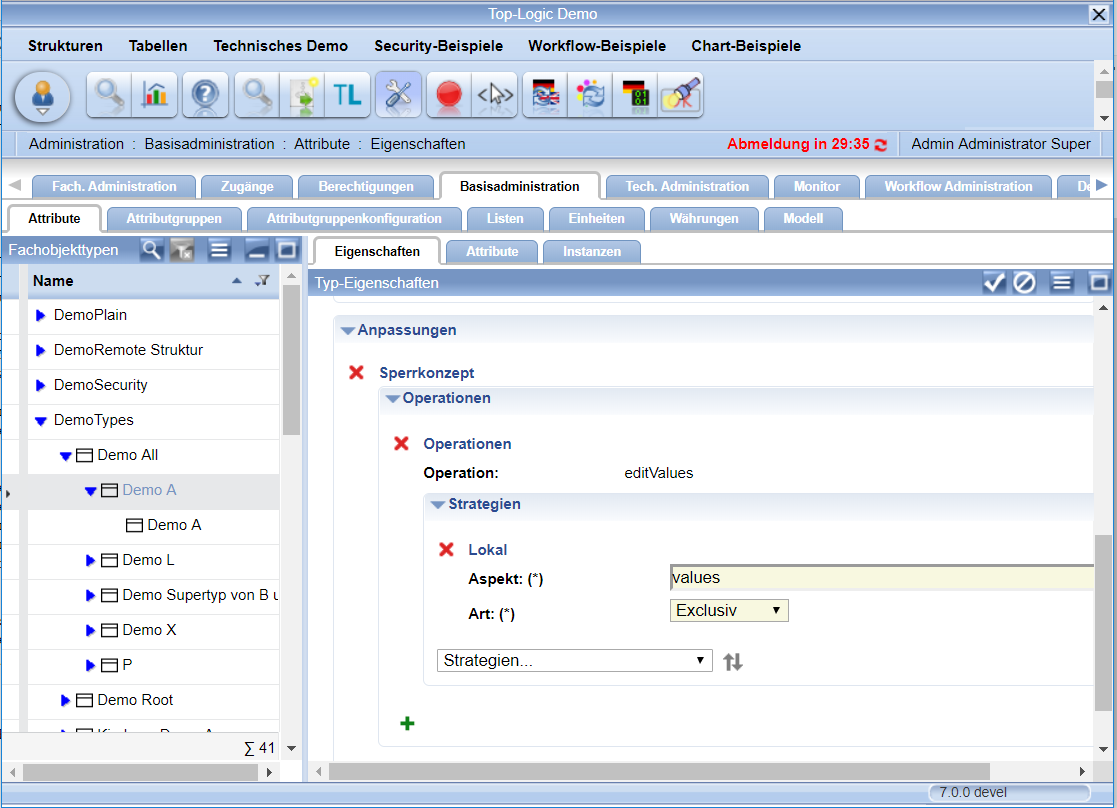 Top-Logic Demo
Strukturen Tabellen Technisches Demo Security-Beispiele Workflow-Beispiele Chart-Beispiele
TL
Administration : Basisadministration : Attribute : Eigenschaften
Abmeldung in 29:35
Admin Administrator Super
Fach. Administration Zugänge Berechtigungen Basisadministration Tech. Administration Monitor Workflow Administration
Attribute Attributgruppen Attributgruppenkonfiguration Listen Einheiten Währungen Modell
Fachobjekttypen
Name
DemoPlain
DemoRemote Struktur
DemoSecurity
DemoTypes
Demo All
Demo A
Demo A
Demo L
Demo Supertyp von B u
Demo X
P
Demo Root
∑ 41
Eigenschaften Attribute Instanzen
Typ-Eigenschaften
Anpassungen
Sperrkonzept
Operationen
Operationen
Operation: editValues
Strategien
Lokal
Aspekt: (*) values
Art: (*) Exclusiv
Strategien...
7.0.0 devel